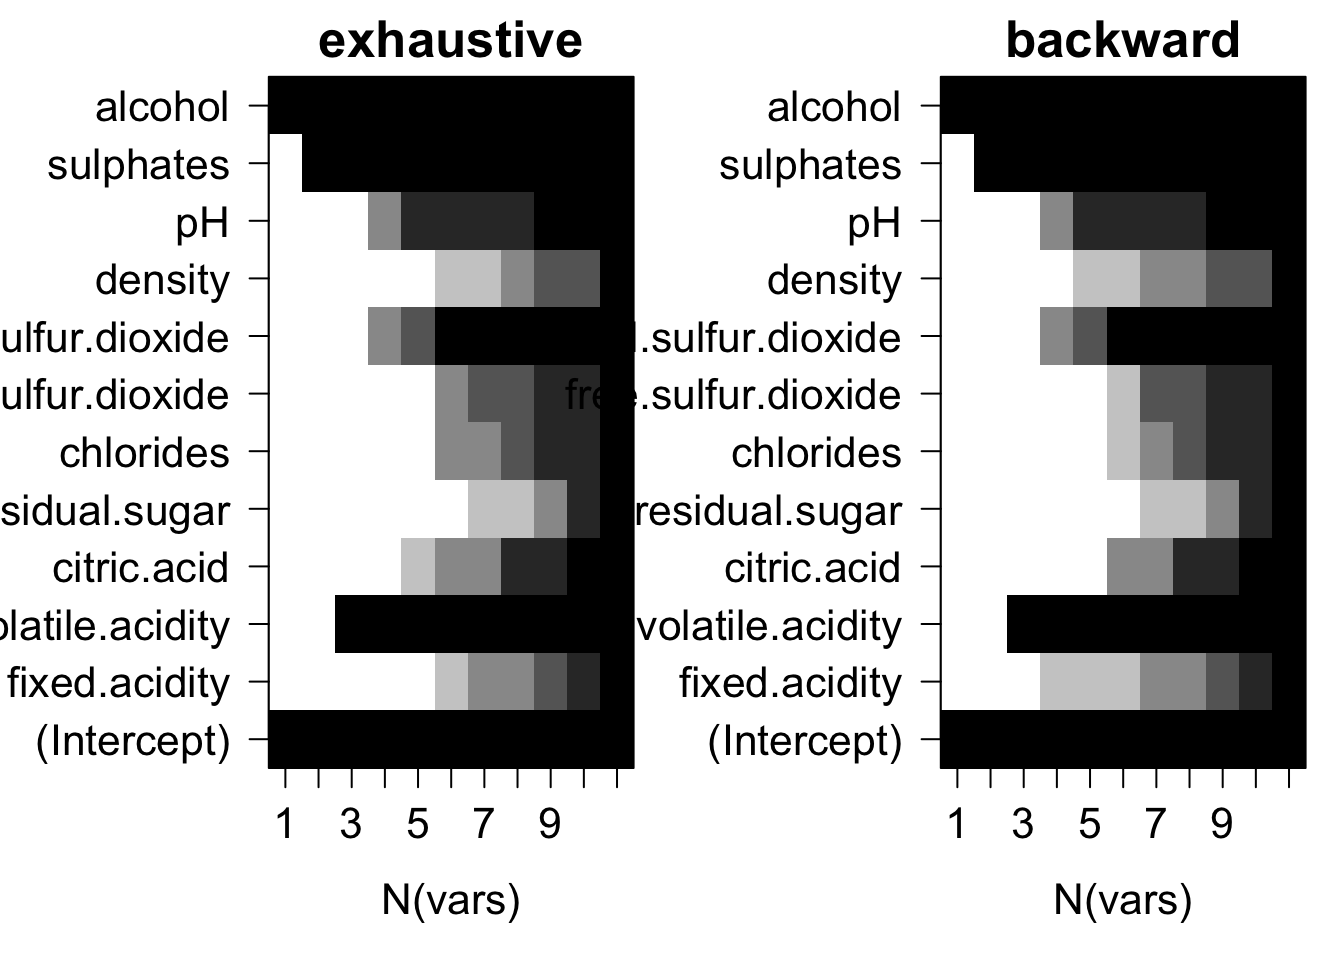 exhaustive
alcohol
sulphates
pH
density
ulfur.dioxide
ulfur.dioxide
chlorides
sidual.sugar
citric.acid
olatile.acidity
fixed.acidity
(Intercept)
1 3 5 7 9
N(vars)
backward
alcohol
sulphates
pH
density
l.sulfur.dioxide
free.sulfur.dioxide
chlorides
residual.sugar
citric.acid
volatile.acidity
fixed.acidity
(Intercept)
1 3 5 7 9
N(vars)